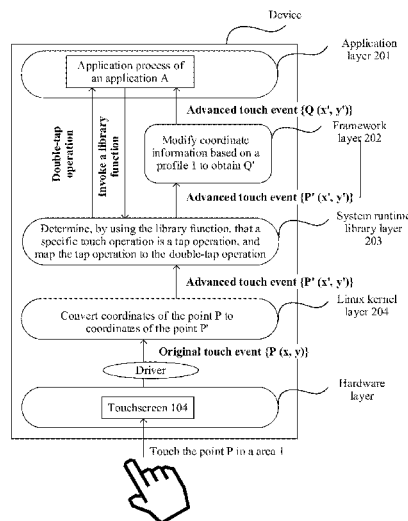 Device
Application
layer 201
Application process of
an application A
Advanced touch event {Q (x', y')}
Double-tap
operation
Invoke a library
function
Modify coordinate
information based on a
profile 1 to obtain Q'
Framework
layer 202
Advanced touch event {P' (x', y')}
Determine, by using the library function, that a
specific touch operation is a tap operation, and
map the tap operation to the double-tap operation
System runtime
library layer
203
Advanced touch event {P' (x', y')}
Convert coordinates of the point P to
coordinates of the point P'
Linux kernel
layer 204
Original touch event {P (x, y)}
Driver
Hardware
layer
Touchscreen 104
Touch the point P in a area 1